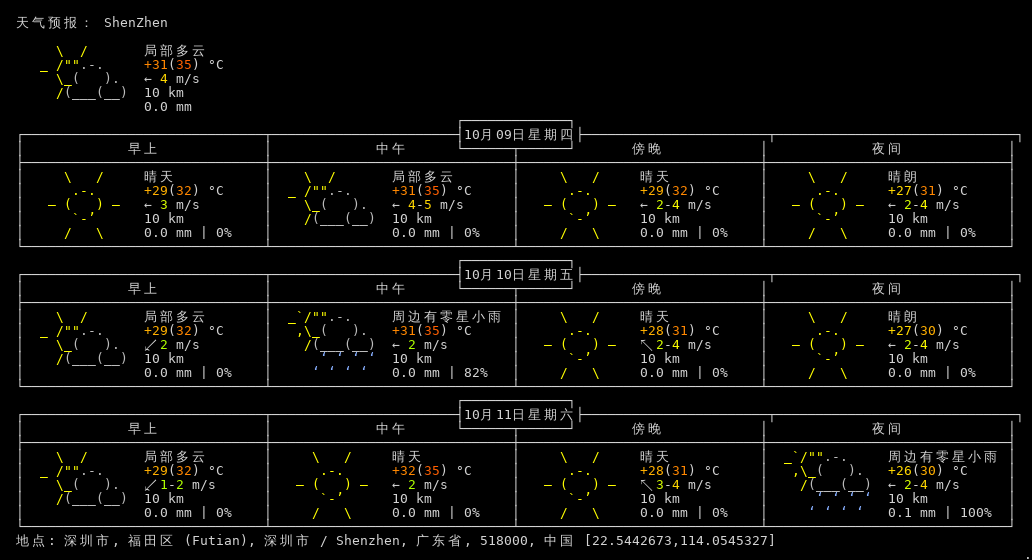 天气预报: ShenZhen
局部多云
+31(35) °C
← 4 m/s
10 km
0.0 mm
10月09日星期四
早上 中午 傍晚 夜间
晴天 局部多云 晴天 晴朗
+29(32) °C +31(35) °C +29(32) °C +27(31) °C
← 3 m/s ← 4-5 m/s ← 2-4 m/s ← 2-4 m/s
10 km 10 km 10 km 10 km
0.0 mm | 0% 0.0 mm | 0% 0.0 mm | 0% 0.0 mm | 0%
10月10日星期五
早上 中午 傍晚 夜间
局部多云 周边有零星小雨 晴天 晴朗
+29(32) °C +31(35) °C +28(31) °C +27(30) °C
↙ 2 m/s ← 2 m/s ↖ 2-4 m/s ← 2-4 m/s
10 km 10 km 10 km 10 km
0.0 mm | 0% 0.0 mm | 82% 0.0 mm | 0% 0.0 mm | 0%
10月11日星期六
早上 中午 傍晚 夜间
局部多云 晴天 晴天 周边有零星小雨
+29(32) °C +32(35) °C +28(31) °C +26(30) °C
↙ 1-2 m/s ← 2 m/s ↖ 3-4 m/s ← 2-4 m/s
10 km 10 km 10 km 10 km
0.0 mm | 0% 0.0 mm | 0% 0.0 mm | 0% 0.1 mm | 100%
地点: 深圳市, 福田区 (Futian), 深圳市 / Shenzhen, 广东省, 518000, 中国 [22.5442673,114.0545327]